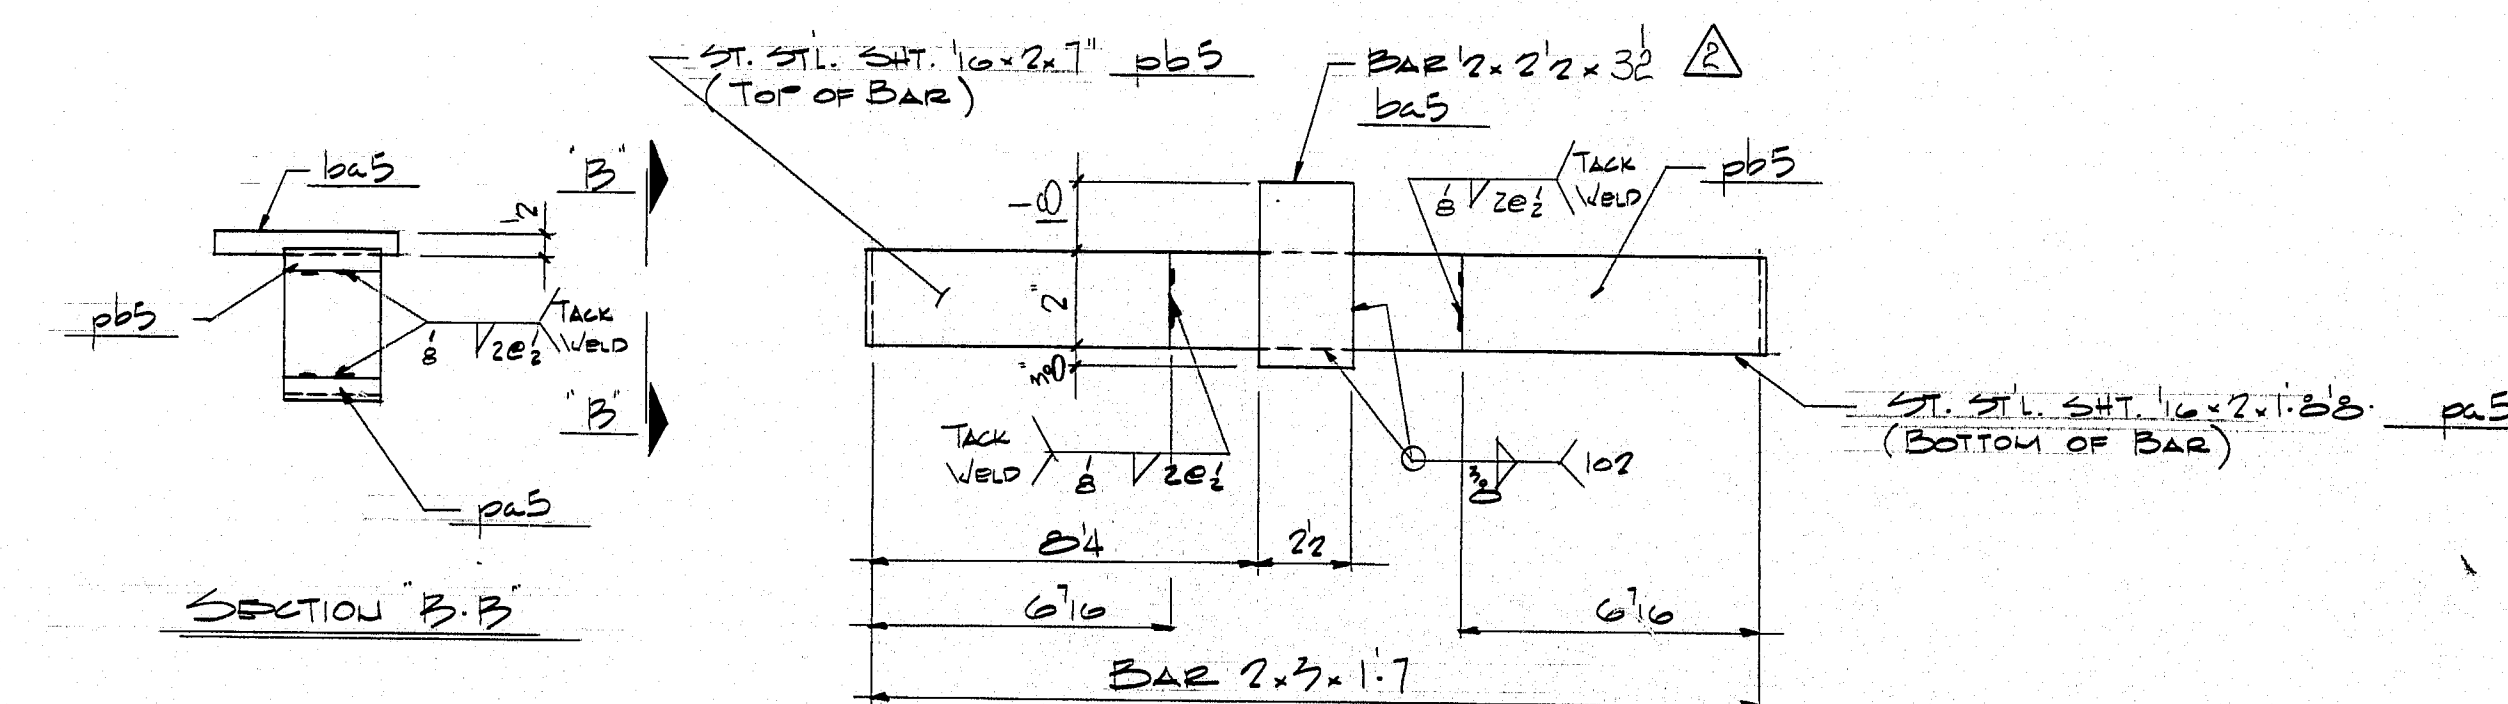 ST. STL. SHT. 1/16 x 2 x 7" pb5
(TOP OF BAR)
BAR 1/2 x 2 1/2 x 3 1/2 2
ba5
ba5
"B"
1/2
TACK
WELD
1/8 2@1/2
pb5
2"
pb5
TACK
WELD
1/8 2@1/2
"B"
ST. STL. SHT. 1/16 x 2 x 1'-8 1/8 pa5
(BOTTOM OF BAR)
TACK
WELD
1/8 2@1/2
3/8 102
pa5
8 1/4
2 1/2
SECTION "B-B"
6 7/16
6 7/16
BAR 2 x 3 x 1'-7